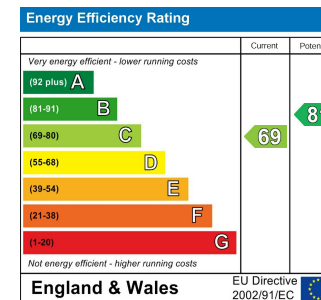 Energy Efficiency Rating
Current
Very energy efficient - lower running costs
(92 plus) A
(81-91) B
(69-80) C
69
(55-68) D
(39-54) E
(21-38) F
(1-20) G
Not energy efficient - higher running costs
England & Wales
EU Directive
2002/91/EC